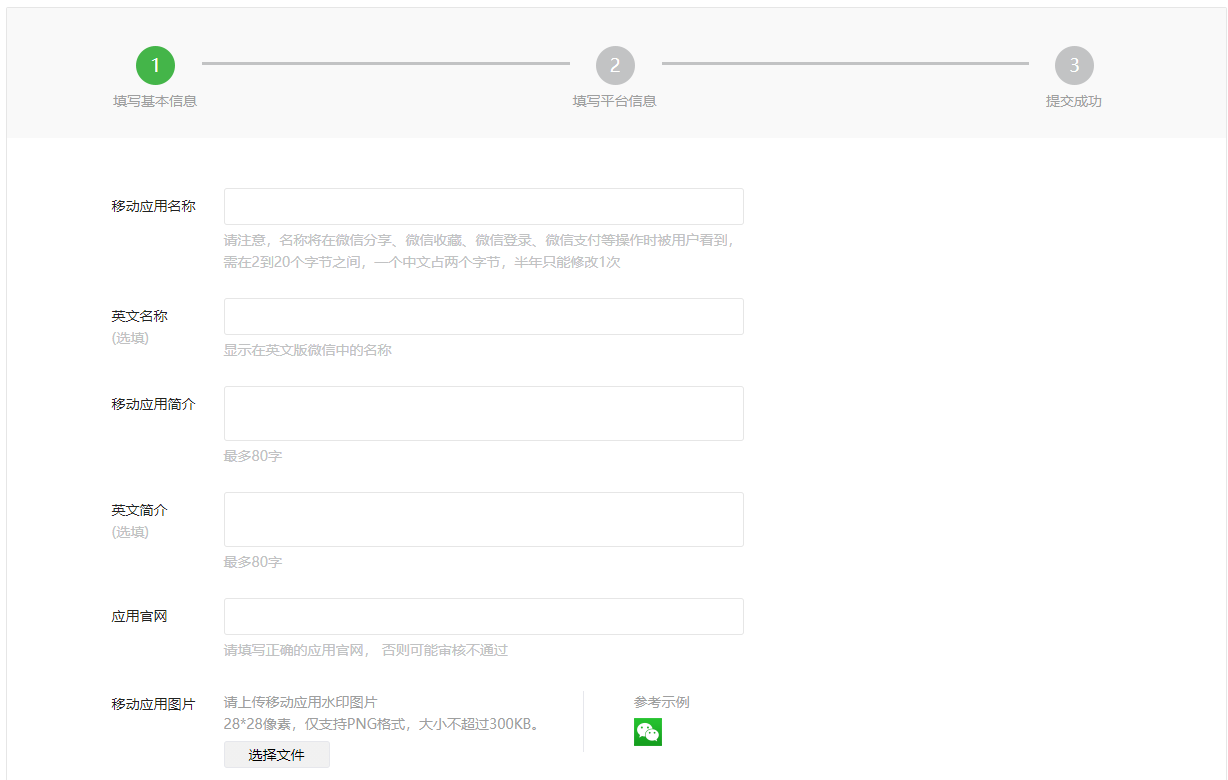 1
2
3
填写基本信息
填写平台信息
提交成功
移动应用名称
请注意，名称将在微信分享、微信收藏、微信登录、微信支付等操作时被用户看到，
需在2到20个字节之间，一个中文占两个字节，半年只能修改1次
英文名称
(选填)
显示在英文版微信中的名称
移动应用简介
最多80字
英文简介
(选填)
最多80字
应用官网
请填写正确的应用官网， 否则可能审核不通过
移动应用图片
请上传移动应用水印图片
28*28像素，仅支持PNG格式，大小不超过300KB。
选择文件
参考示例